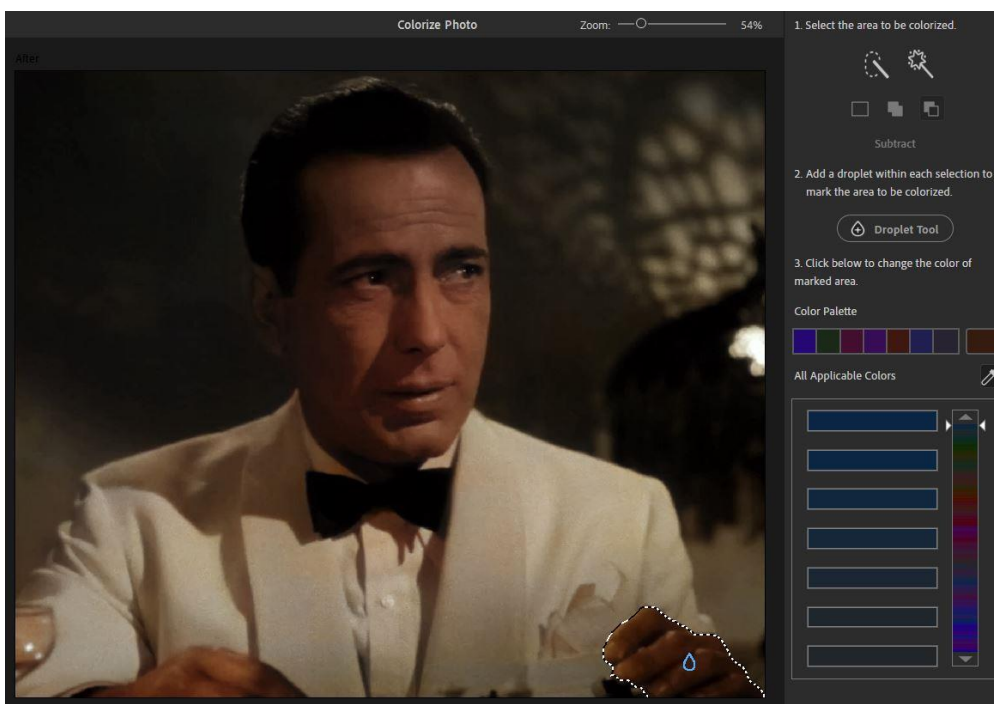 Colorize Photo
Zoom:
54%
After
1. Select the area to be colorized.
Subtract
2. Add a droplet within each selection to
mark the area to be colorized.
Droplet Tool
3. Click below to change the color of
marked area.
Color Palette
All Applicable Colors